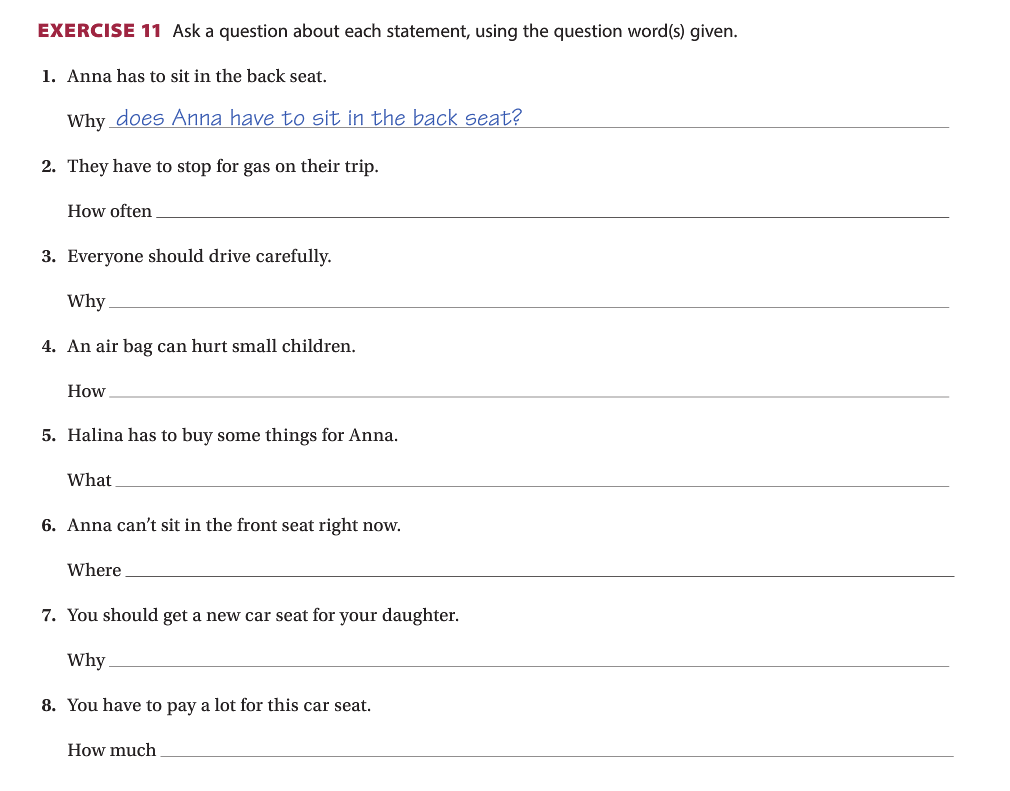 EXERCISE 11 Ask a question about each statement, using the question word(s) given.
1. Anna has to sit in the back seat.
Why does Anna have to sit in the back seat?
2. They have to stop for gas on their trip.
How often
3. Everyone should drive carefully.
Why
4. An air bag can hurt small children.
How
5. Halina has to buy some things for Anna.
What
6. Anna can't sit in the front seat right now.
Where
7. You should get a new car seat for your daughter.
Why
8. You have to pay a lot for this car seat.
How much